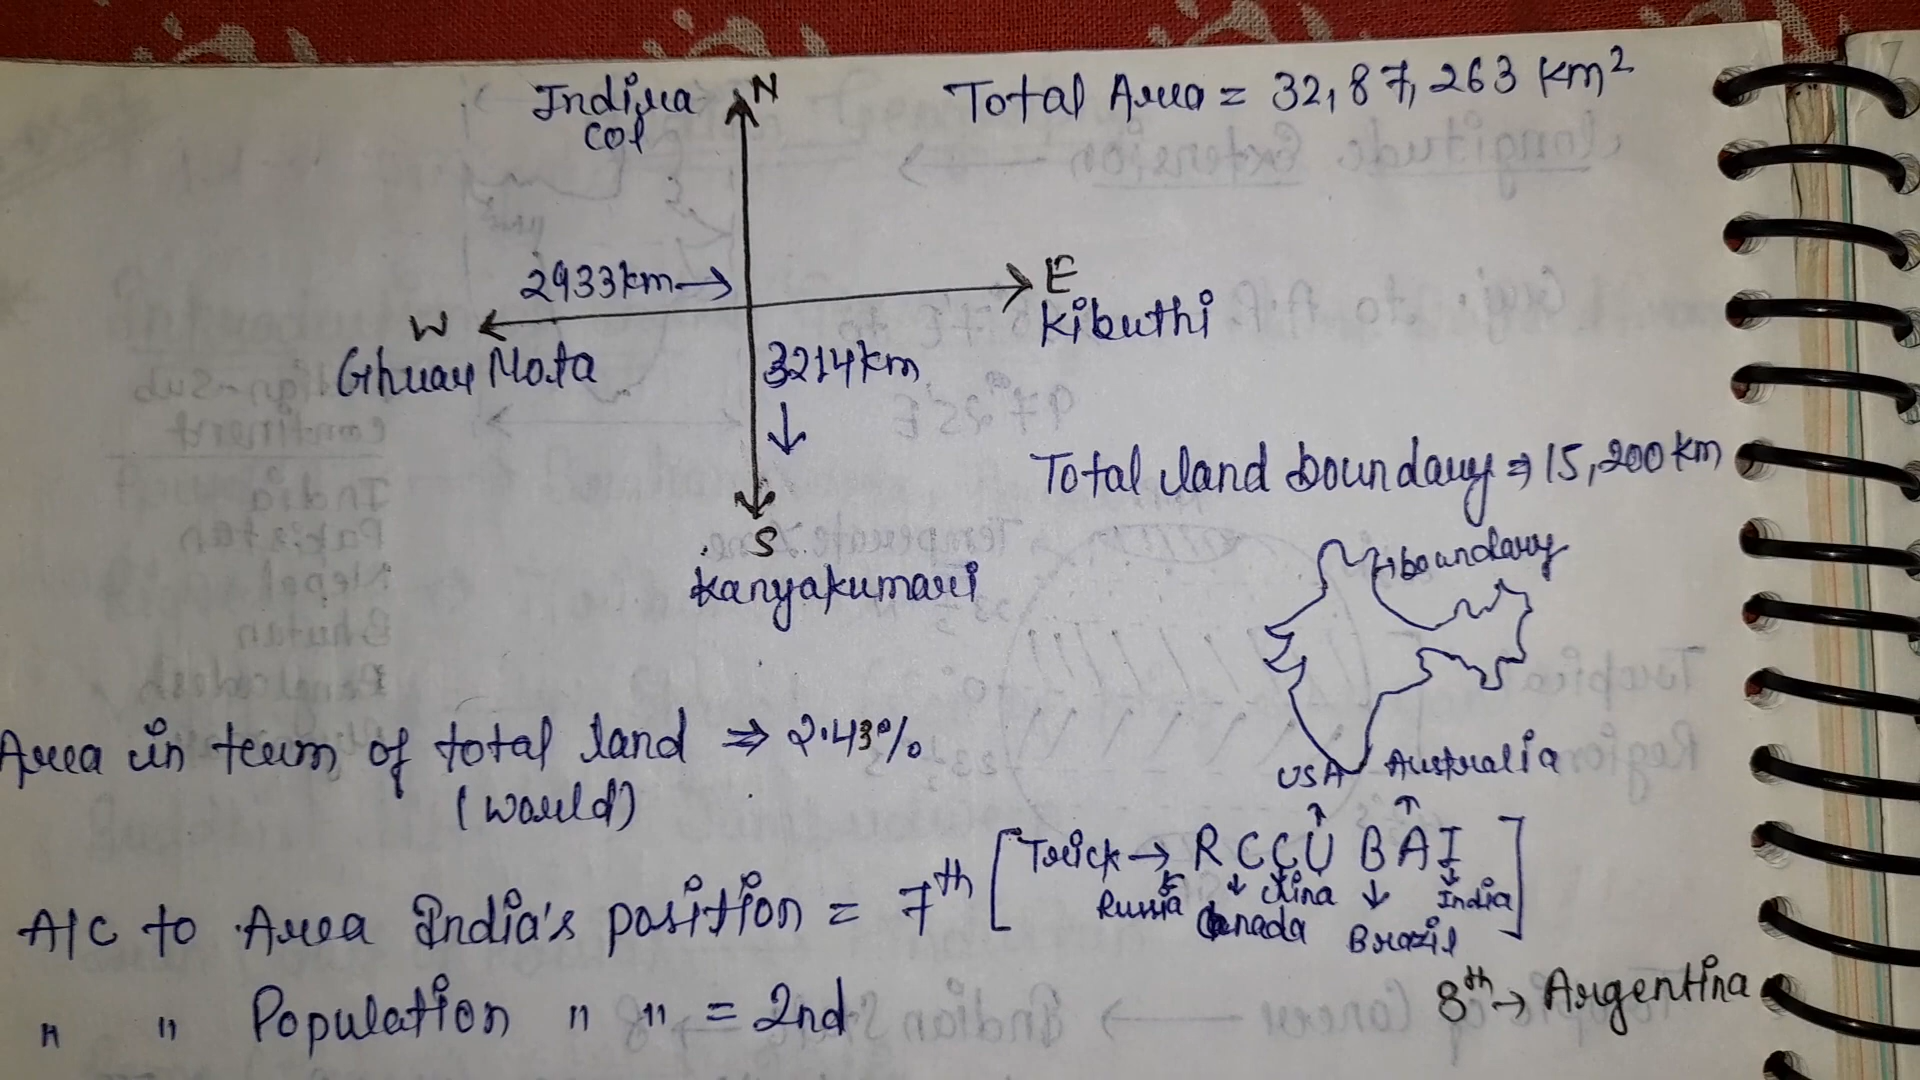 Indira
Col
N
Total Area = 32,87,263 km²
2933km →
E
Kibuthi
W
Ghuar Mota
3214km
Total land boundary ⇒ 15,200 km
S
Kanyakumari
boundary
Area in term of total land ⇒ 2.43%
(World)
USA Australia
A/C to Area India's position = 7th [Trick → R C C U B A I]
Russia Canada China Brazil India
" " Population " " = 2nd
8th → Argentina